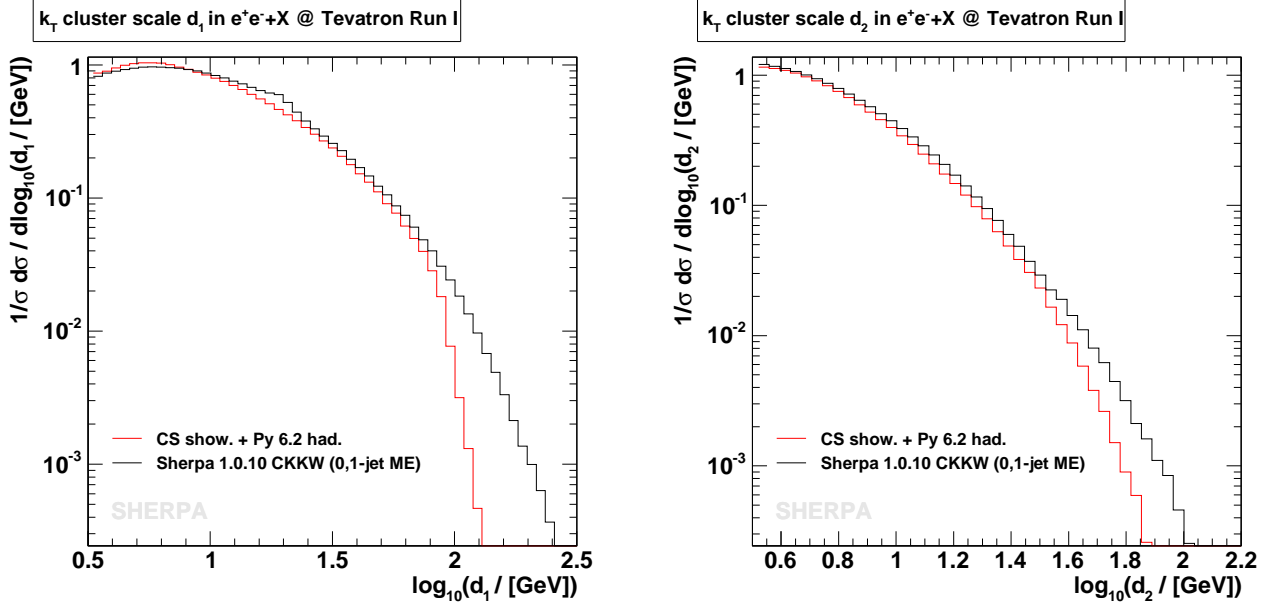 k_T cluster scale d_1 in e^+e^-+X @ Tevatron Run I
1/σ dσ / dlog_10(d_1 / [GeV])
1
10^-1
10^-2
10^-3
CS show. + Py 6.2 had.
Sherpa 1.0.10 CKKW (0,1-jet ME)
SHERPA
0.5 1 1.5 2 2.5
log_10(d_1 / [GeV])
k_T cluster scale d_2 in e^+e^-+X @ Tevatron Run I
1/σ dσ / dlog_10(d_2 / [GeV])
1
10^-1
10^-2
10^-3
CS show. + Py 6.2 had.
Sherpa 1.0.10 CKKW (0,1-jet ME)
SHERPA
0.6 0.8 1 1.2 1.4 1.6 1.8 2 2.2
log_10(d_2 / [GeV])